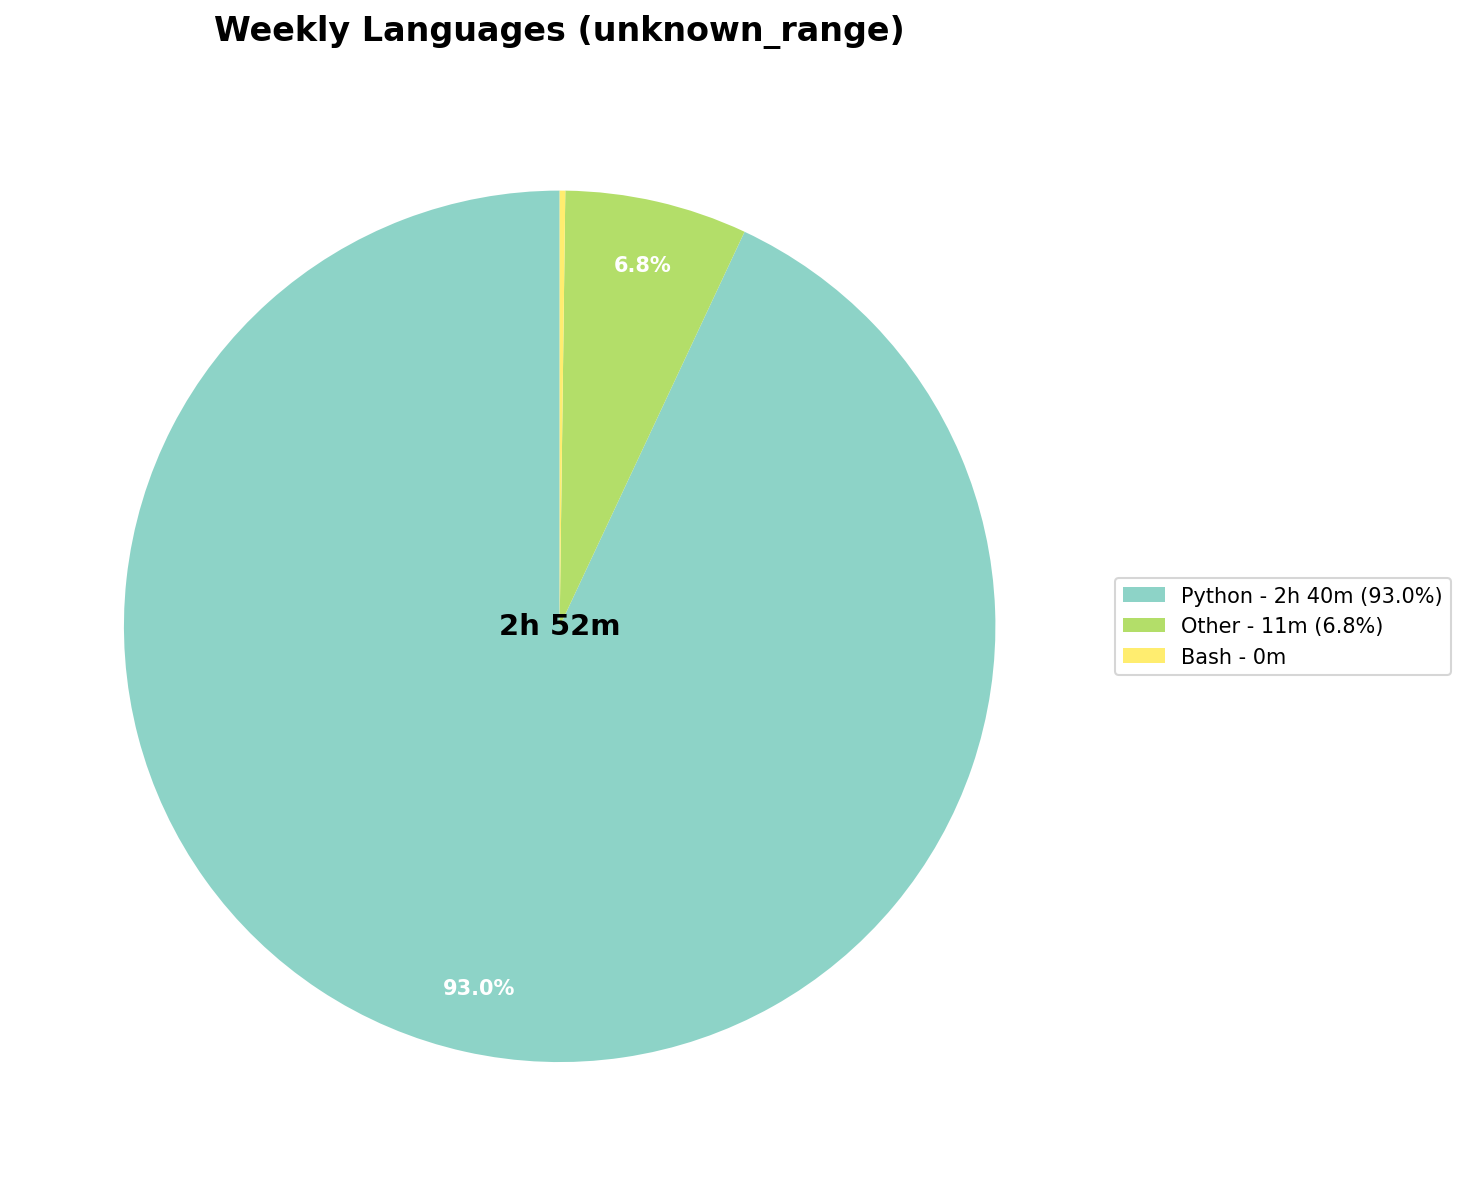 Weekly Languages (unknown_range)
6.8%
2h 52m
93.0%
Python - 2h 40m (93.0%)
Other - 11m (6.8%)
Bash - 0m